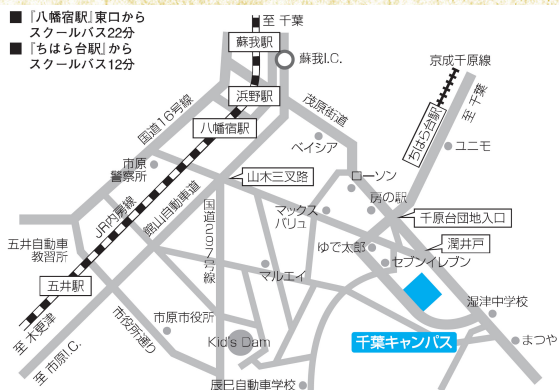 ■ 『八幡宿駅』東口から
スクールバス22分
■ 『ちはら台駅』から
スクールバス12分
至 千葉
蘇我駅
蘇我I.C.
京成千原線
至 千葉
ちはら台駅
ユニモ
浜野駅
国道16号線
茂原街道
八幡宿駅
ベイシア
市原
警察所
山木三叉路
ローソン
房の駅
JR内房線
館山自動車道
国道297号線
マックス
バリュ
千原台団地入口
ゆで太郎
潤井戸
セブンイレブン
五井自動車
教習所
五井駅
マルエイ
湿津中学校
市役所通り
市原市役所
Kid's Dam
千葉キャンパス
まつや
至 木更津
至 市原I.C.
辰巳自動車学校